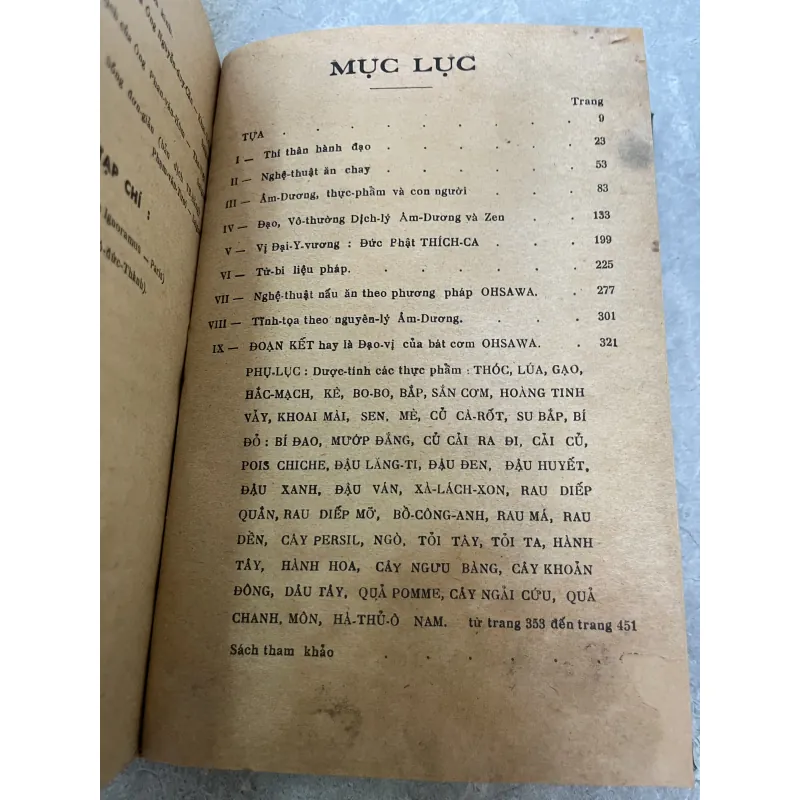 MỤC LỤC
Trang
TỰA . . . . . . . . 9
I — Thí thân hành đạo . . . . . . 23
II — Nghệ-thuật ăn chay . . . . . . 53
III — Âm-Dương, thực-phẩm và con người . . . 83
IV — Đạo, Vô-thường Dịch-lý Âm-Dương và Zen . . 133
V — Vị Đại-Y-vương : Đức Phật THÍCH-CA . . . 199
VI — Từ-bi liệu pháp. . . . . . . 225
VII — Nghệ-thuật nấu ăn theo phương pháp OHSAWA. . 277
VIII — Tĩnh-tọa theo nguyên-lý Âm-Dương. . . . 301
IX — ĐOẠN KẾT hay là Đạo-vị của bát cơm OHSAWA. . 321
PHỤ-LỤC : Dược-tính các thực phẩm : THÓC, LÚA, GẠO,
HẮC-MẠCH, KÊ, BO-BO, BẮP, SẮN CƠM, HOÀNG TINH
VẢY, KHOAI MÀI, SEN, MÈ, CỦ CÀ-RỐT, SU BẮP, BÍ
ĐỎ : BÍ ĐAO, MƯỚP ĐẮNG, CỦ CẢI RA ĐI, CẢI CỦ,
POIS CHICHE, ĐẬU LĂNG-TI, ĐẬU ĐEN, ĐẬU HUYẾT,
ĐẬU XANH, ĐẬU VÁN, XÀ-LÁCH-XON, RAU DIẾP
QUẮN, RAU DIẾP MỠ, BỒ-CÔNG-ANH, RAU MÁ, RAU
DỀN, CÂY PERSIL, NGÒ, TỎI TÂY, TỎI TA, HÀNH
TÂY, HÀNH HOA, CÂY NGƯU BÀNG, CÂY KHOẢN
ĐÔNG, DÂU TÂY, QUẢ POMME, CÂY NGẢI CỨU, QUẢ
CHANH, MÔN, HÀ-THỦ-Ô NAM. từ trang 353 đến trang 451
Sách tham khảo . . . . .